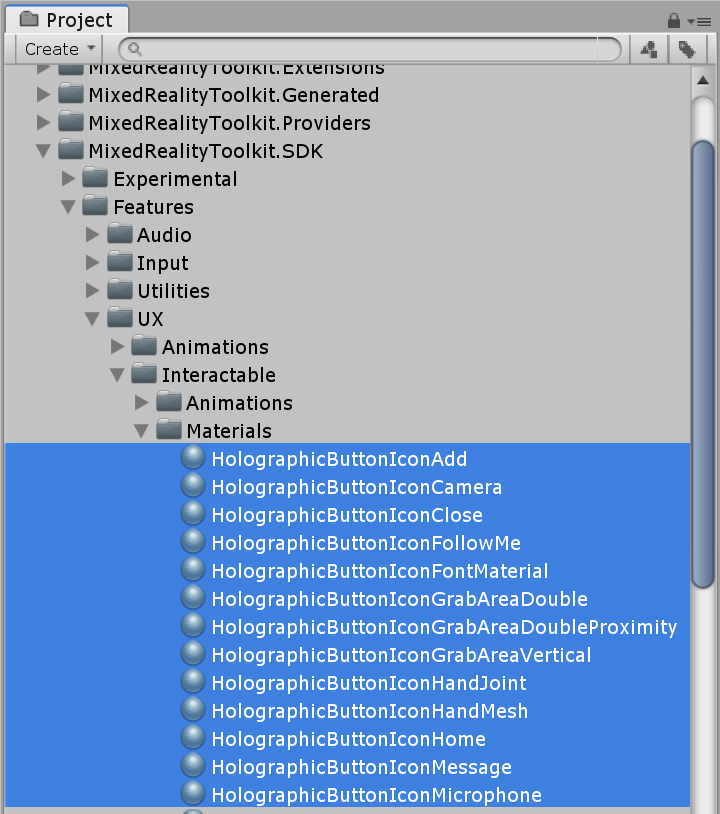 Project
Create
MixedRealityToolkit.Extensions
MixedRealityToolkit.Generated
MixedRealityToolkit.Providers
MixedRealityToolkit.SDK
Experimental
Features
Audio
Input
Utilities
UX
Animations
Interactable
Animations
Materials
HolographicButtonIconAdd
HolographicButtonIconCamera
HolographicButtonIconClose
HolographicButtonIconFollowMe
HolographicButtonIconFontMaterial
HolographicButtonIconGrabAreaDouble
HolographicButtonIconGrabAreaDoubleProximity
HolographicButtonIconGrabAreaVertical
HolographicButtonIconHandJoint
HolographicButtonIconHandMesh
HolographicButtonIconHome
HolographicButtonIconMessage
HolographicButtonIconMicrophone